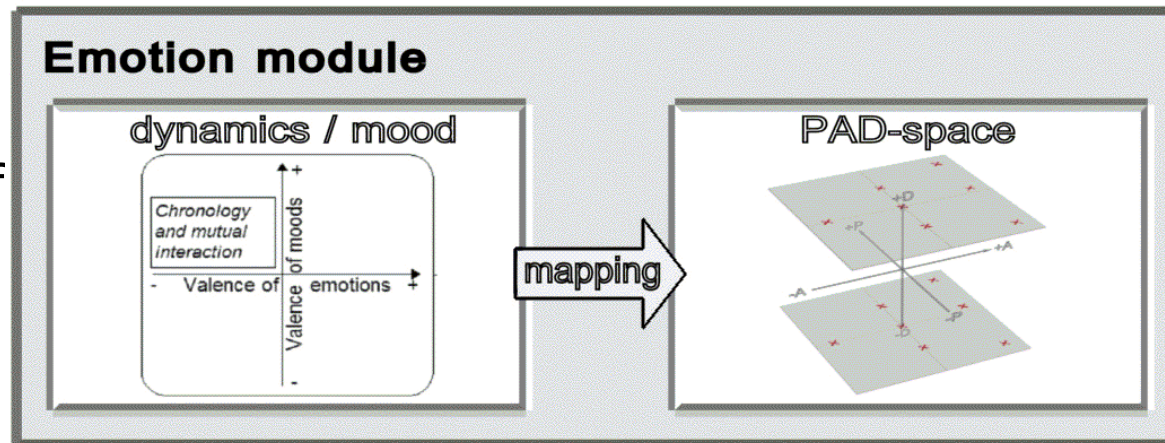 Emotion module
f
dynamics / mood
+
Chronology
and mutual
interaction
Valence of moods
- Valence of emotions +
-
mapping
PAD-space
+D
+P
+A
-A
-P
-D